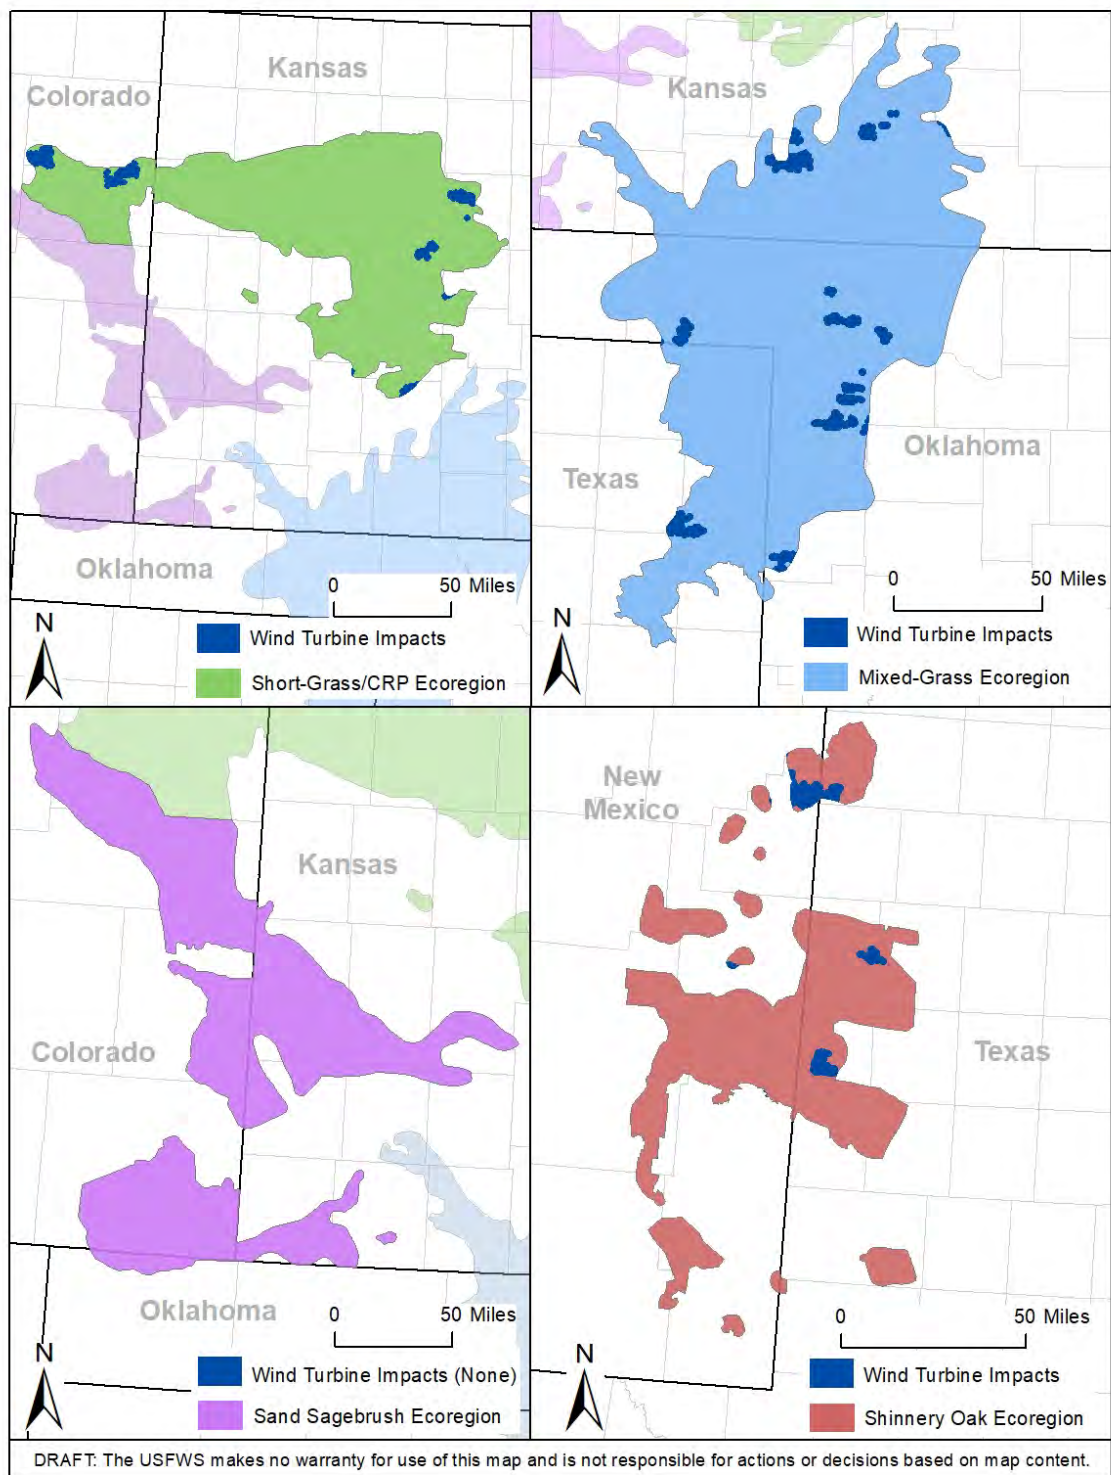 Kansas
Colorado
Oklahoma
0 50 Miles
N
Wind Turbine Impacts
Short-Grass/CRP Ecoregion
Kansas
Texas
Oklahoma
0 50 Miles
N
Wind Turbine Impacts
Mixed-Grass Ecoregion
Kansas
Colorado
Oklahoma
0 50 Miles
N
Wind Turbine Impacts (None)
Sand Sagebrush Ecoregion
New
Mexico
Texas
0 50 Miles
N
Wind Turbine Impacts
Shinnery Oak Ecoregion
DRAFT: The USFWS makes no warranty for use of this map and is not responsible for actions or decisions based on map content.